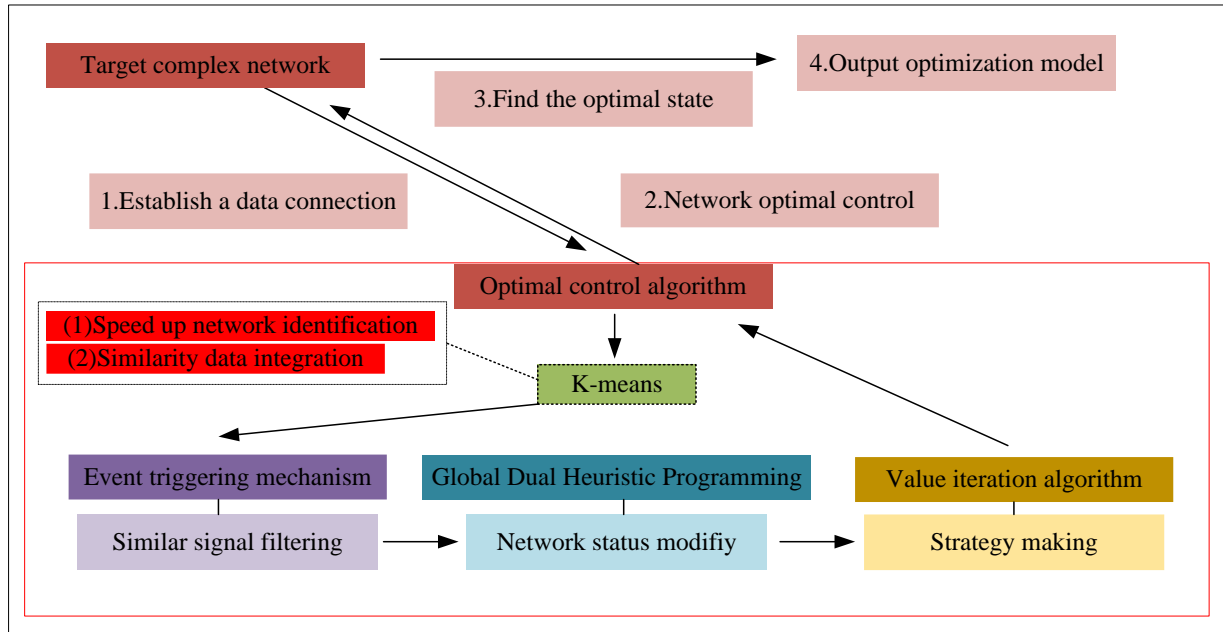 Target complex network
4.Output optimization model
3.Find the optimal state
1.Establish a data connection
2.Network optimal control
Optimal control algorithm
(1)Speed up network identification
(2)Similarity data integration
K-means
Event triggering mechanism
Global Dual Heuristic Programming
Value iteration algorithm
Similar signal filtering
Network status modifiy
Strategy making